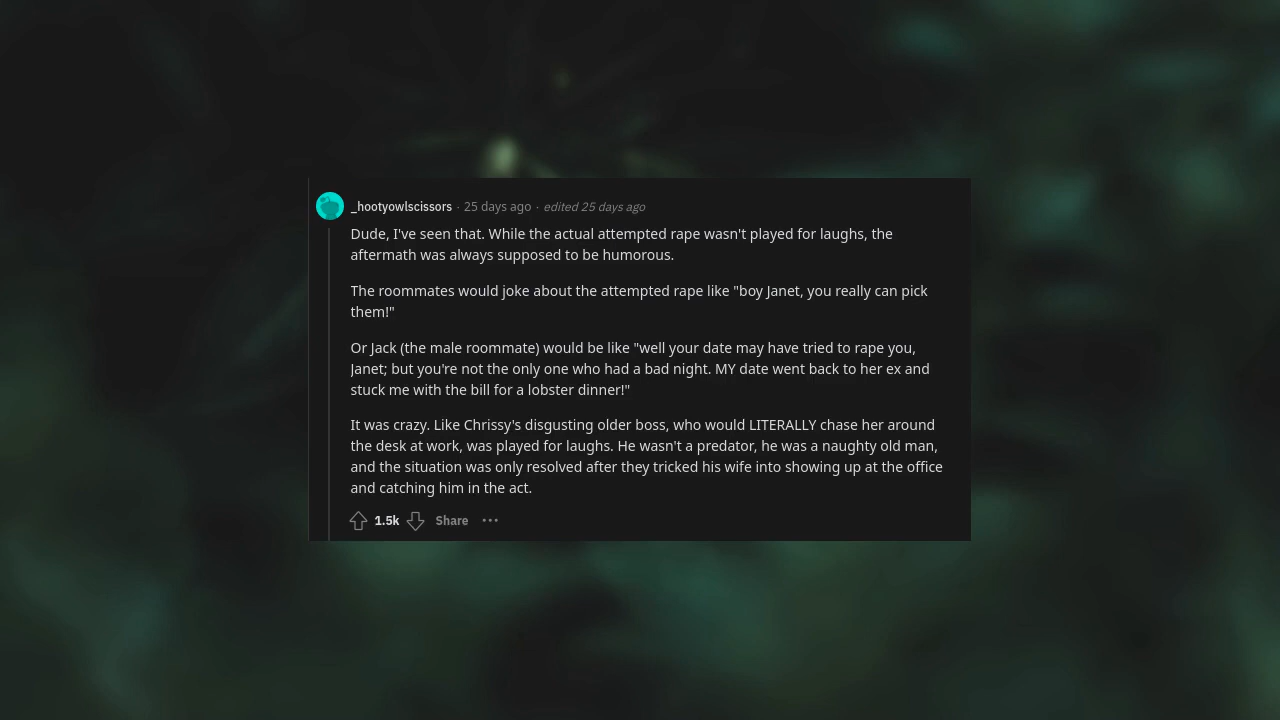 _hootyowlscissors · 25 days ago · edited 25 days ago
Dude, I've seen that. While the actual attempted rape wasn't played for laughs, the
aftermath was always supposed to be humorous.
The roommates would joke about the attempted rape like "boy Janet, you really can pick
them!"
Or Jack (the male roommate) would be like "well your date may have tried to rape you,
Janet; but you're not the only one who had a bad night. MY date went back to her ex and
stuck me with the bill for a lobster dinner!"
It was crazy. Like Chrissy's disgusting older boss, who would LITERALLY chase her around
the desk at work, was played for laughs. He wasn't a predator, he was a naughty old man,
and the situation was only resolved after they tricked his wife into showing up at the office
and catching him in the act.
1.5k Share